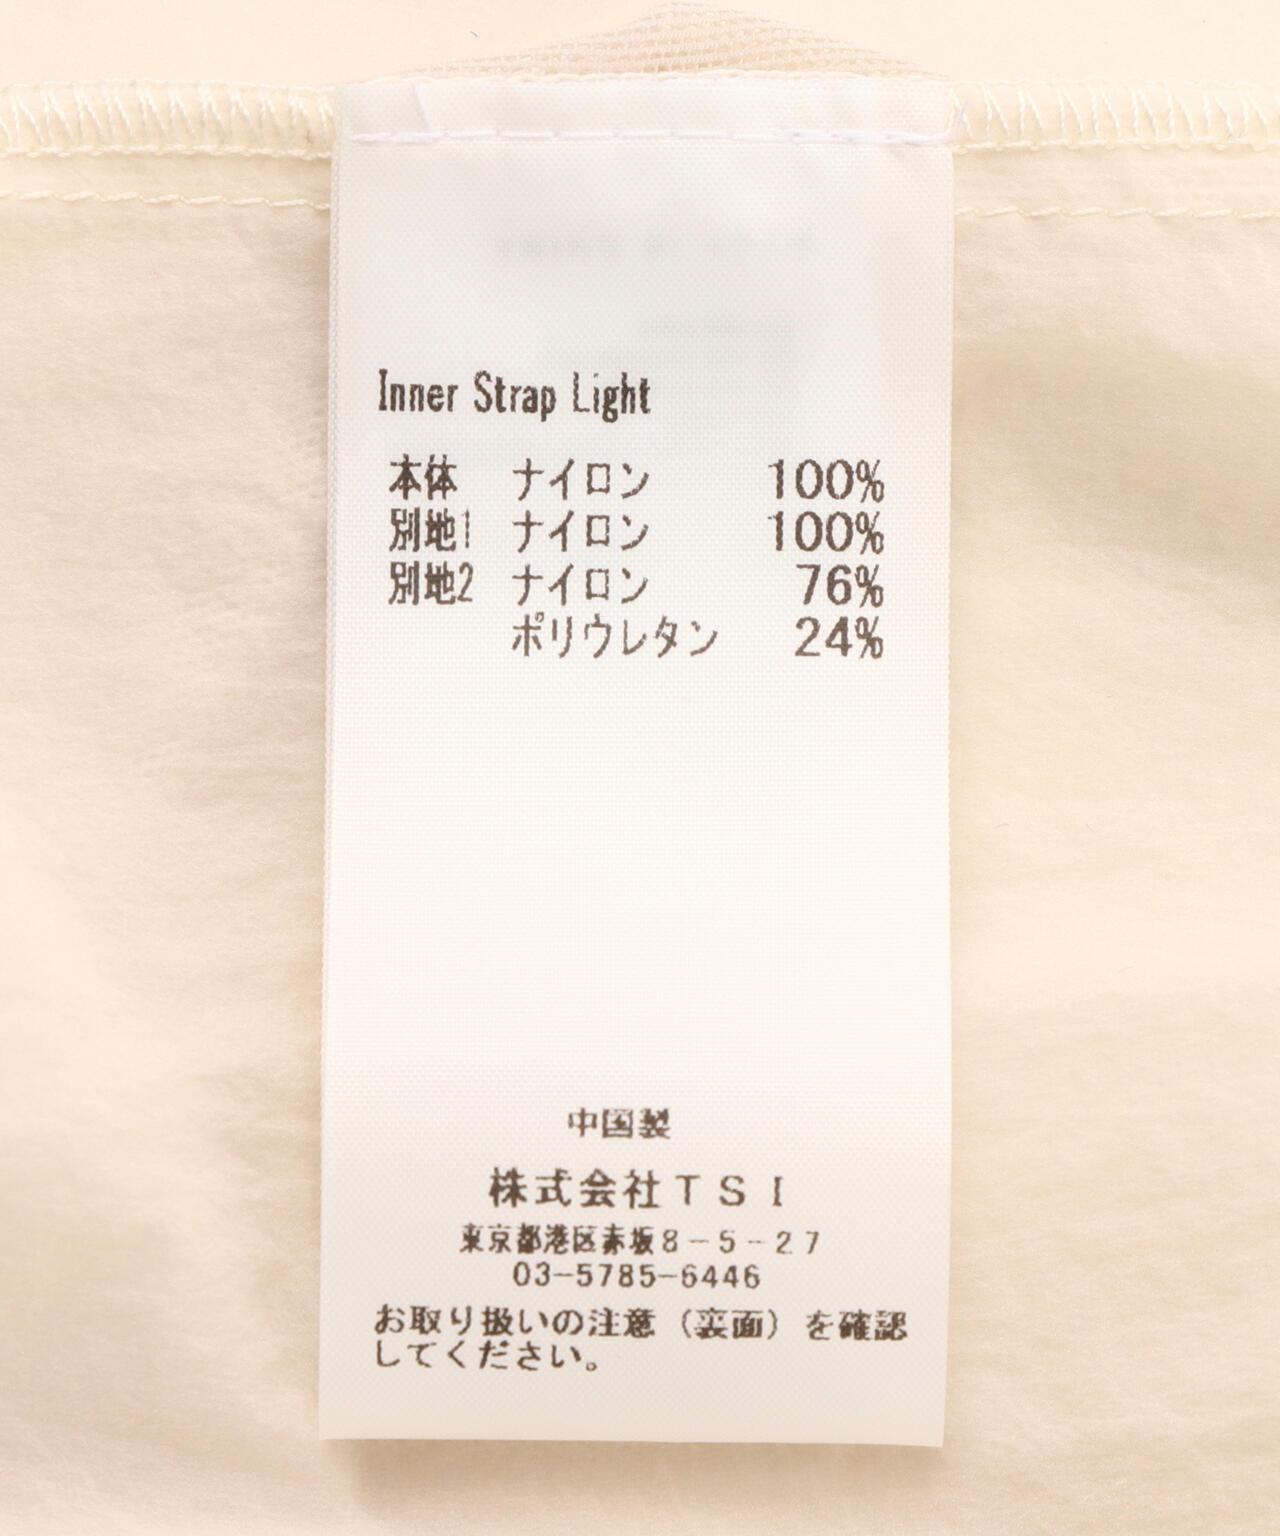 Inner Strap Light
本体 ナイロン 100%
別地1 ナイロン 100%
別地2 ナイロン 76%
ポリウレタン 24%
中国製
株式会社TSI
東京都港区赤坂8-5-27
03-5785-6446
お取り扱いの注意（裏面）を確認
してください。